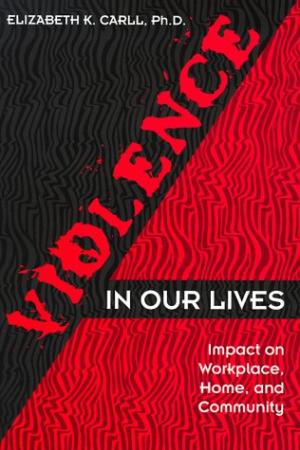 ELIZABETH K. CARLL, Ph.D.
VIOLENCE
IN OUR LIVES
Impact on
Workplace,
Home, and
Community